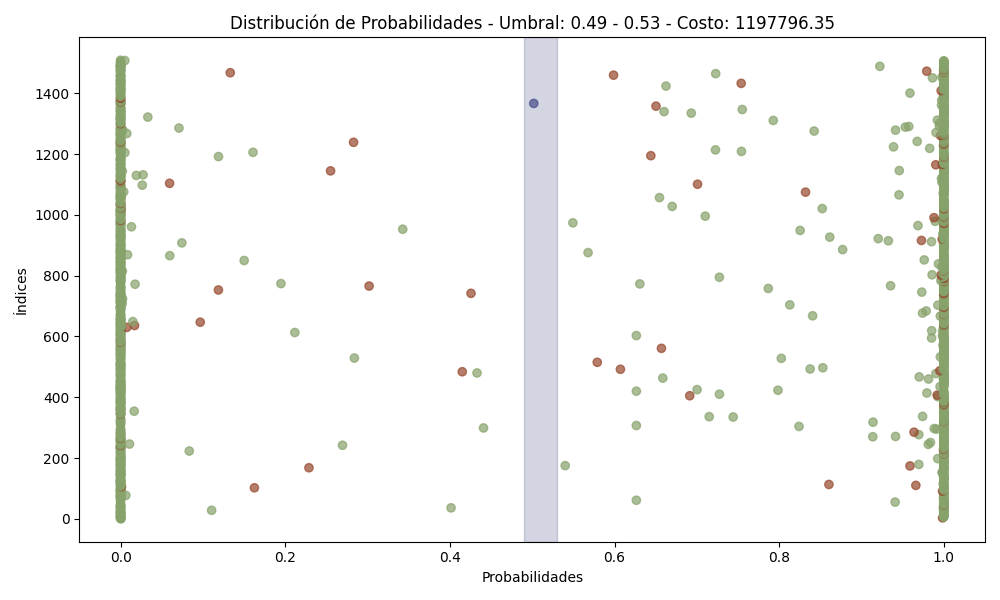 Distribución de Probabilidades - Umbral: 0.49 - 0.53 - Costo: 1197796.35
1400
1200
1000
800
600
400
200
0
Índices
0.0 0.2 0.4 0.6 0.8 1.0
Probabilidades